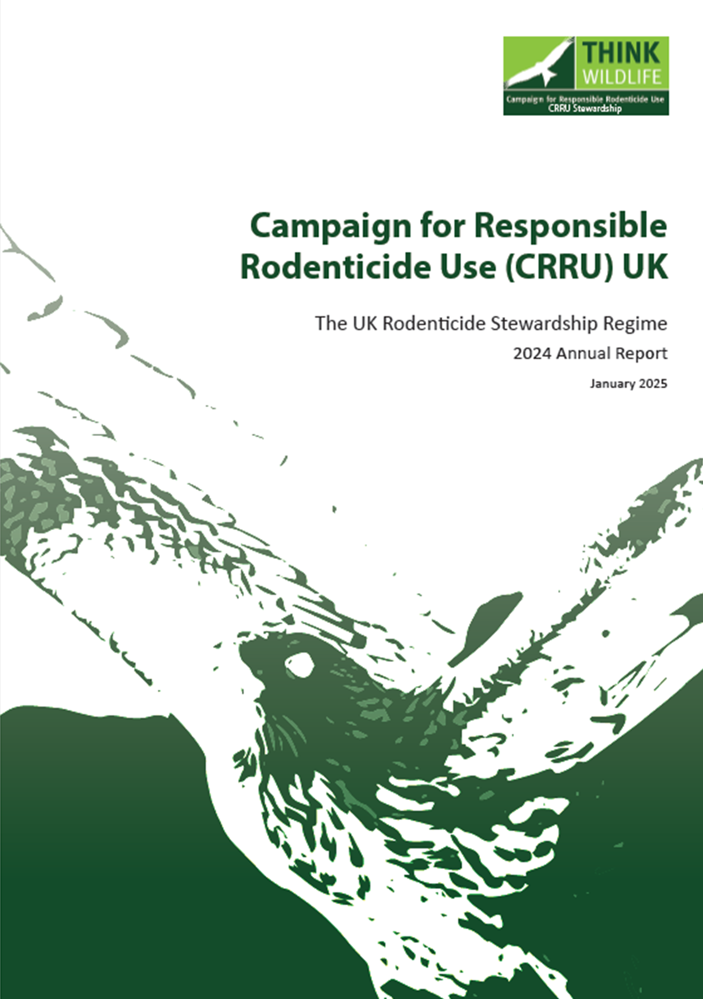 THINK
WILDLIFE
Campaign for Responsible Rodenticide Use
CRRU Stewardship
Campaign for Responsible
Rodenticide Use (CRRU) UK
The UK Rodenticide Stewardship Regime
2024 Annual Report
January 2025